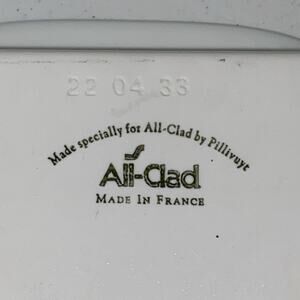 22 04 33
Made specially for All-Clad by Pillivuyt
All-Clad
MADE IN FRANCE